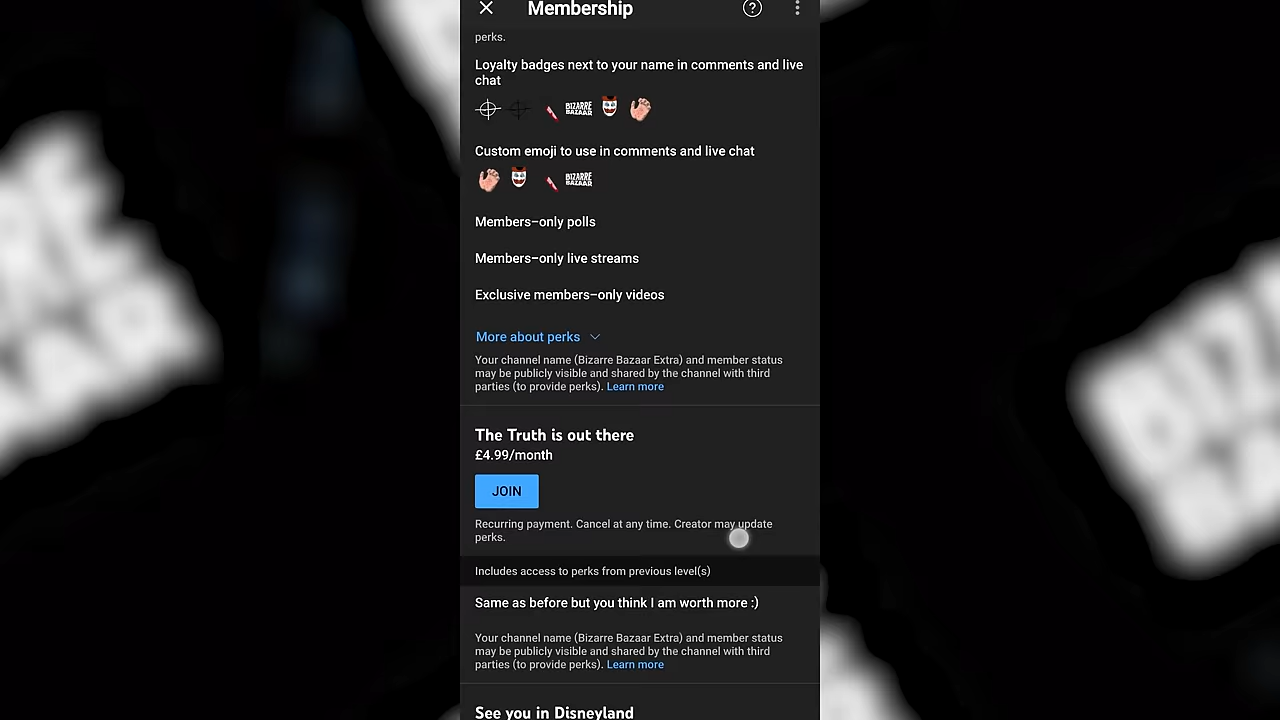 Membership
perks.
Loyalty badges next to your name in comments and live
chat
BIZARRE
BAZAAR
Custom emoji to use in comments and live chat
BIZARRE
BAZAAR
Members-only polls
Members-only live streams
Exclusive members-only videos
More about perks
Your channel name (Bizarre Bazaar Extra) and member status
may be publicly visible and shared by the channel with third
parties (to provide perks). Learn more
The Truth is out there
£4.99/month
JOIN
Recurring payment. Cancel at any time. Creator may update
perks.
Includes access to perks from previous level(s)
Same as before but you think I am worth more :)
Your channel name (Bizarre Bazaar Extra) and member status
may be publicly visible and shared by the channel with third
parties (to provide perks). Learn more
See you in Disneyland